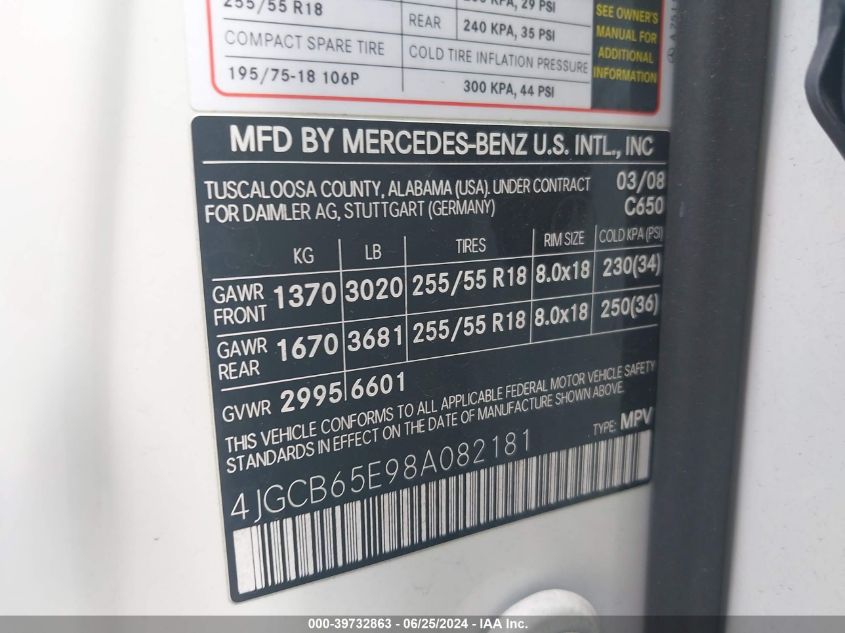 255/55 R18
KPA, 29 PSI
REAR 240 KPA, 35 PSI
COMPACT SPARE TIRE COLD TIRE INFLATION PRESSURE
195/75-18 106P 300 KPA, 44 PSI
SEE OWNER'S
MANUAL FOR
ADDITIONAL
INFORMATION
MFD BY MERCEDES-BENZ U.S. INTL., INC
TUSCALOOSA COUNTY, ALABAMA (USA). UNDER CONTRACT 03/08
FOR DAIMLER AG, STUTTGART (GERMANY) C650
KG LB TIRES RIM SIZE COLD KPA (PSI)
GAWR FRONT 1370 3020 255/55 R18 8.0x18 230(34)
GAWR REAR 1670 3681 255/55 R18 8.0x18 250(36)
GVWR 2995 6601
THIS VEHICLE CONFORMS TO ALL APPLICABLE FEDERAL MOTOR VEHICLE SAFETY
STANDARDS IN EFFECT ON THE DATE OF MANUFACTURE SHOWN ABOVE.
TYPE: MPV
4JGCB65E98A082181
000-39732863 - 06/25/2024 - IAA Inc.